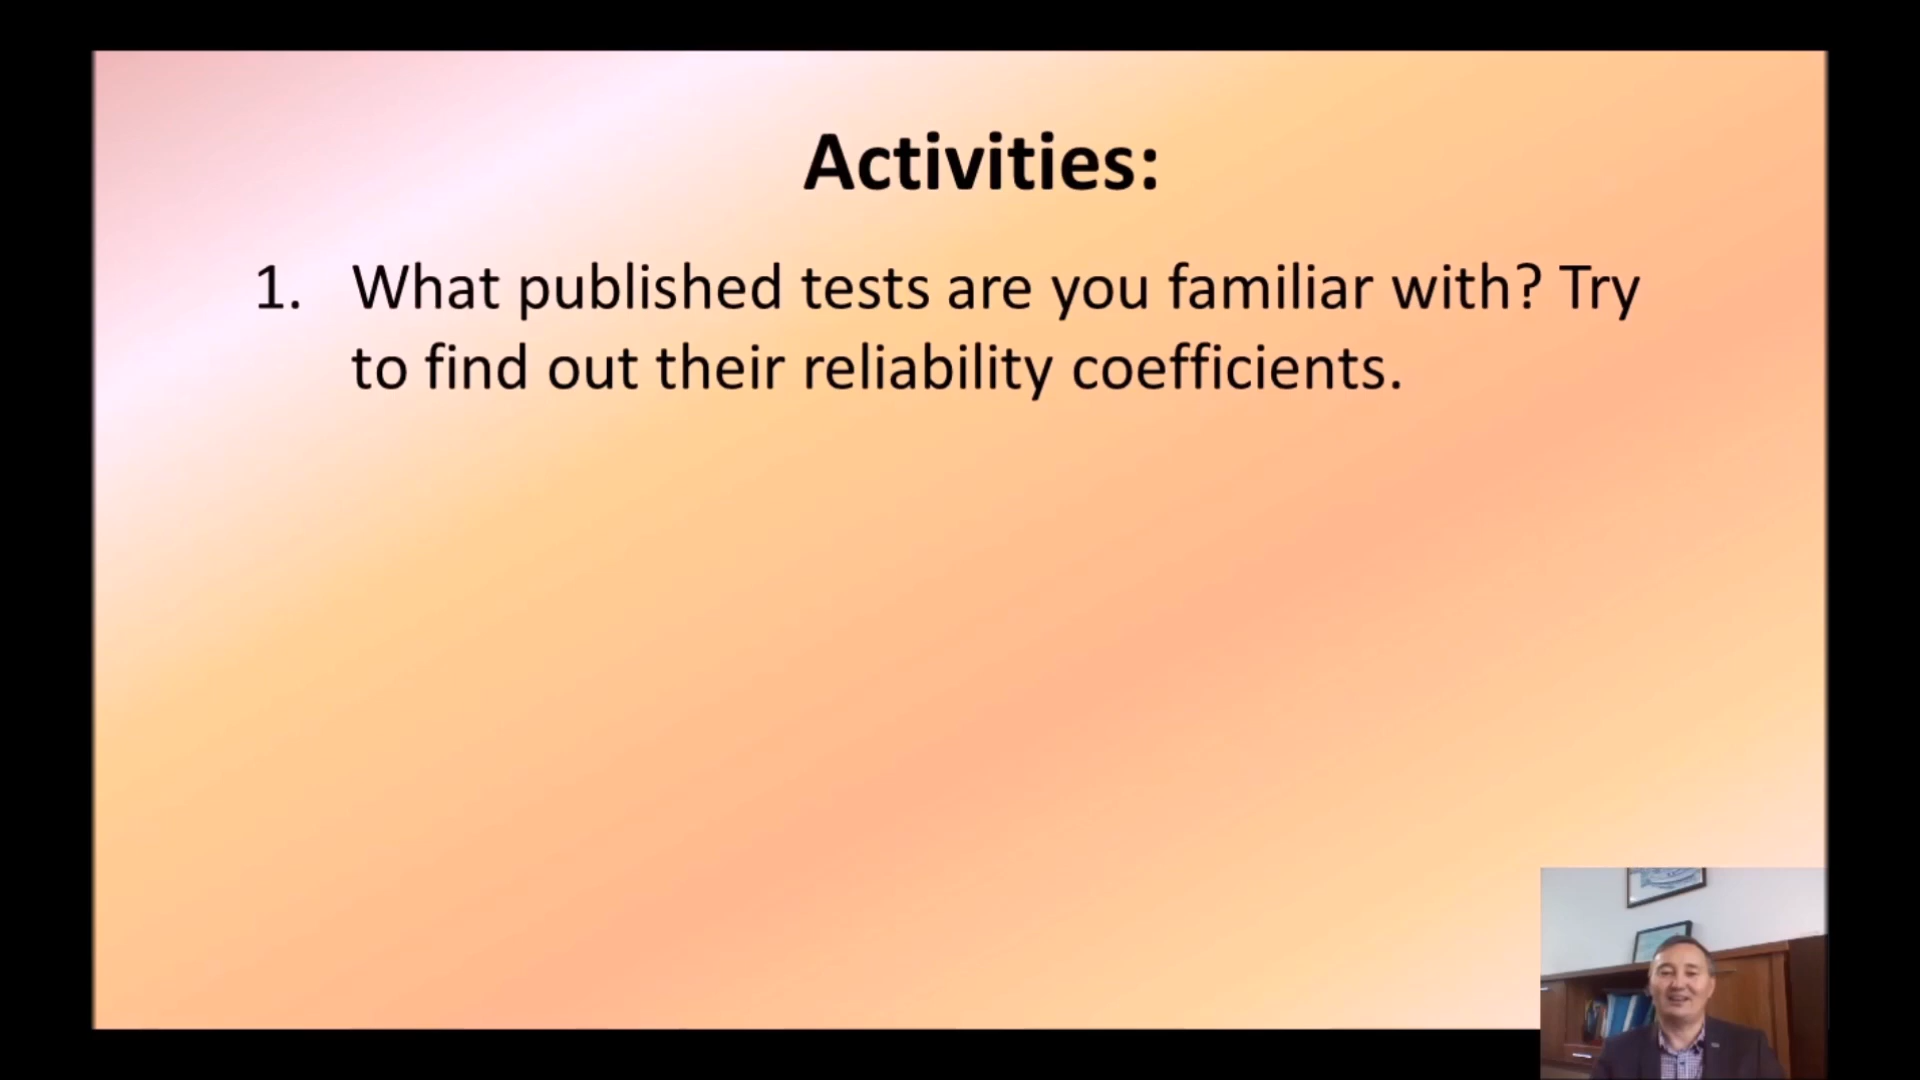 Activities:
1. What published tests are you familiar with? Try
to find out their reliability coefficients.